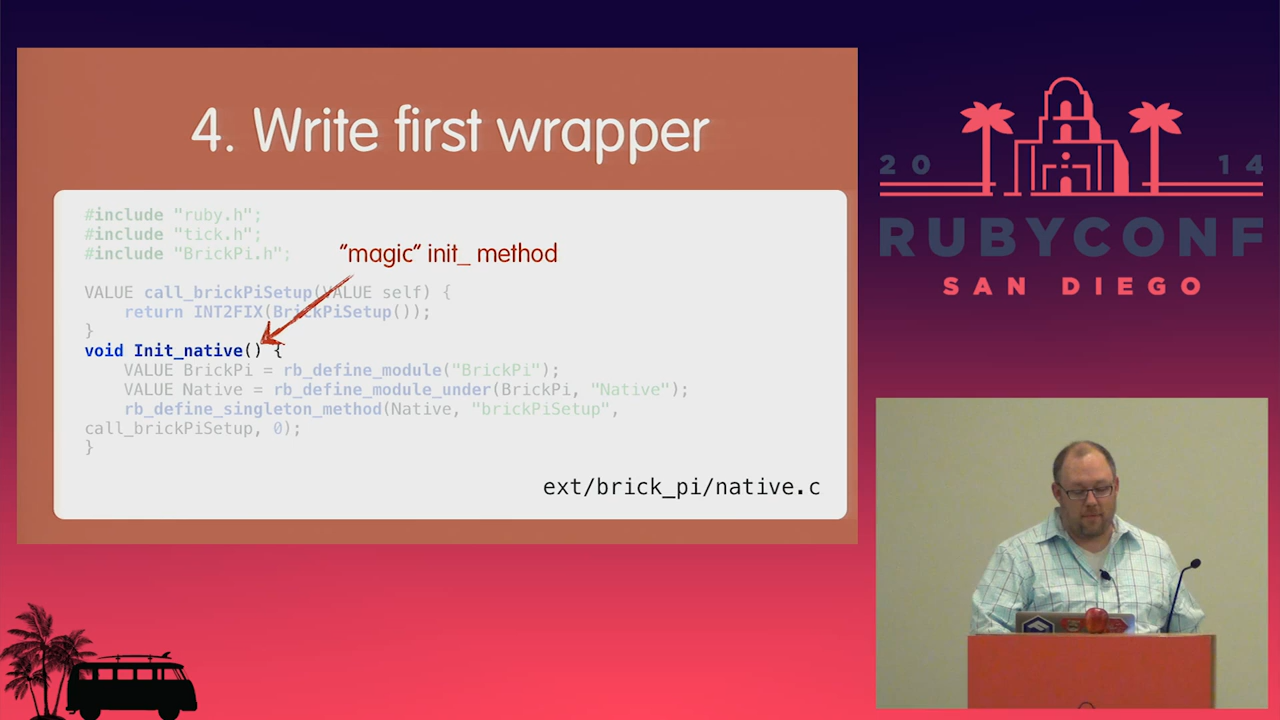 4. Write first wrapper
#include "ruby.h";
#include "tick.h";
#include "BrickPi.h";
"magic" init_ method
VALUE call_brickPiSetup(VALUE self) {
return INT2FIX(BrickPiSetup());
}
void Init_native() {
VALUE BrickPi = rb_define_module("BrickPi");
VALUE Native = rb_define_module_under(BrickPi, "Native");
rb_define_singleton_method(Native, "brickPiSetup",
call_brickPiSetup, 0);
}
ext/brick_pi/native.c
20 14
RUBYCONF
SAN DIEGO